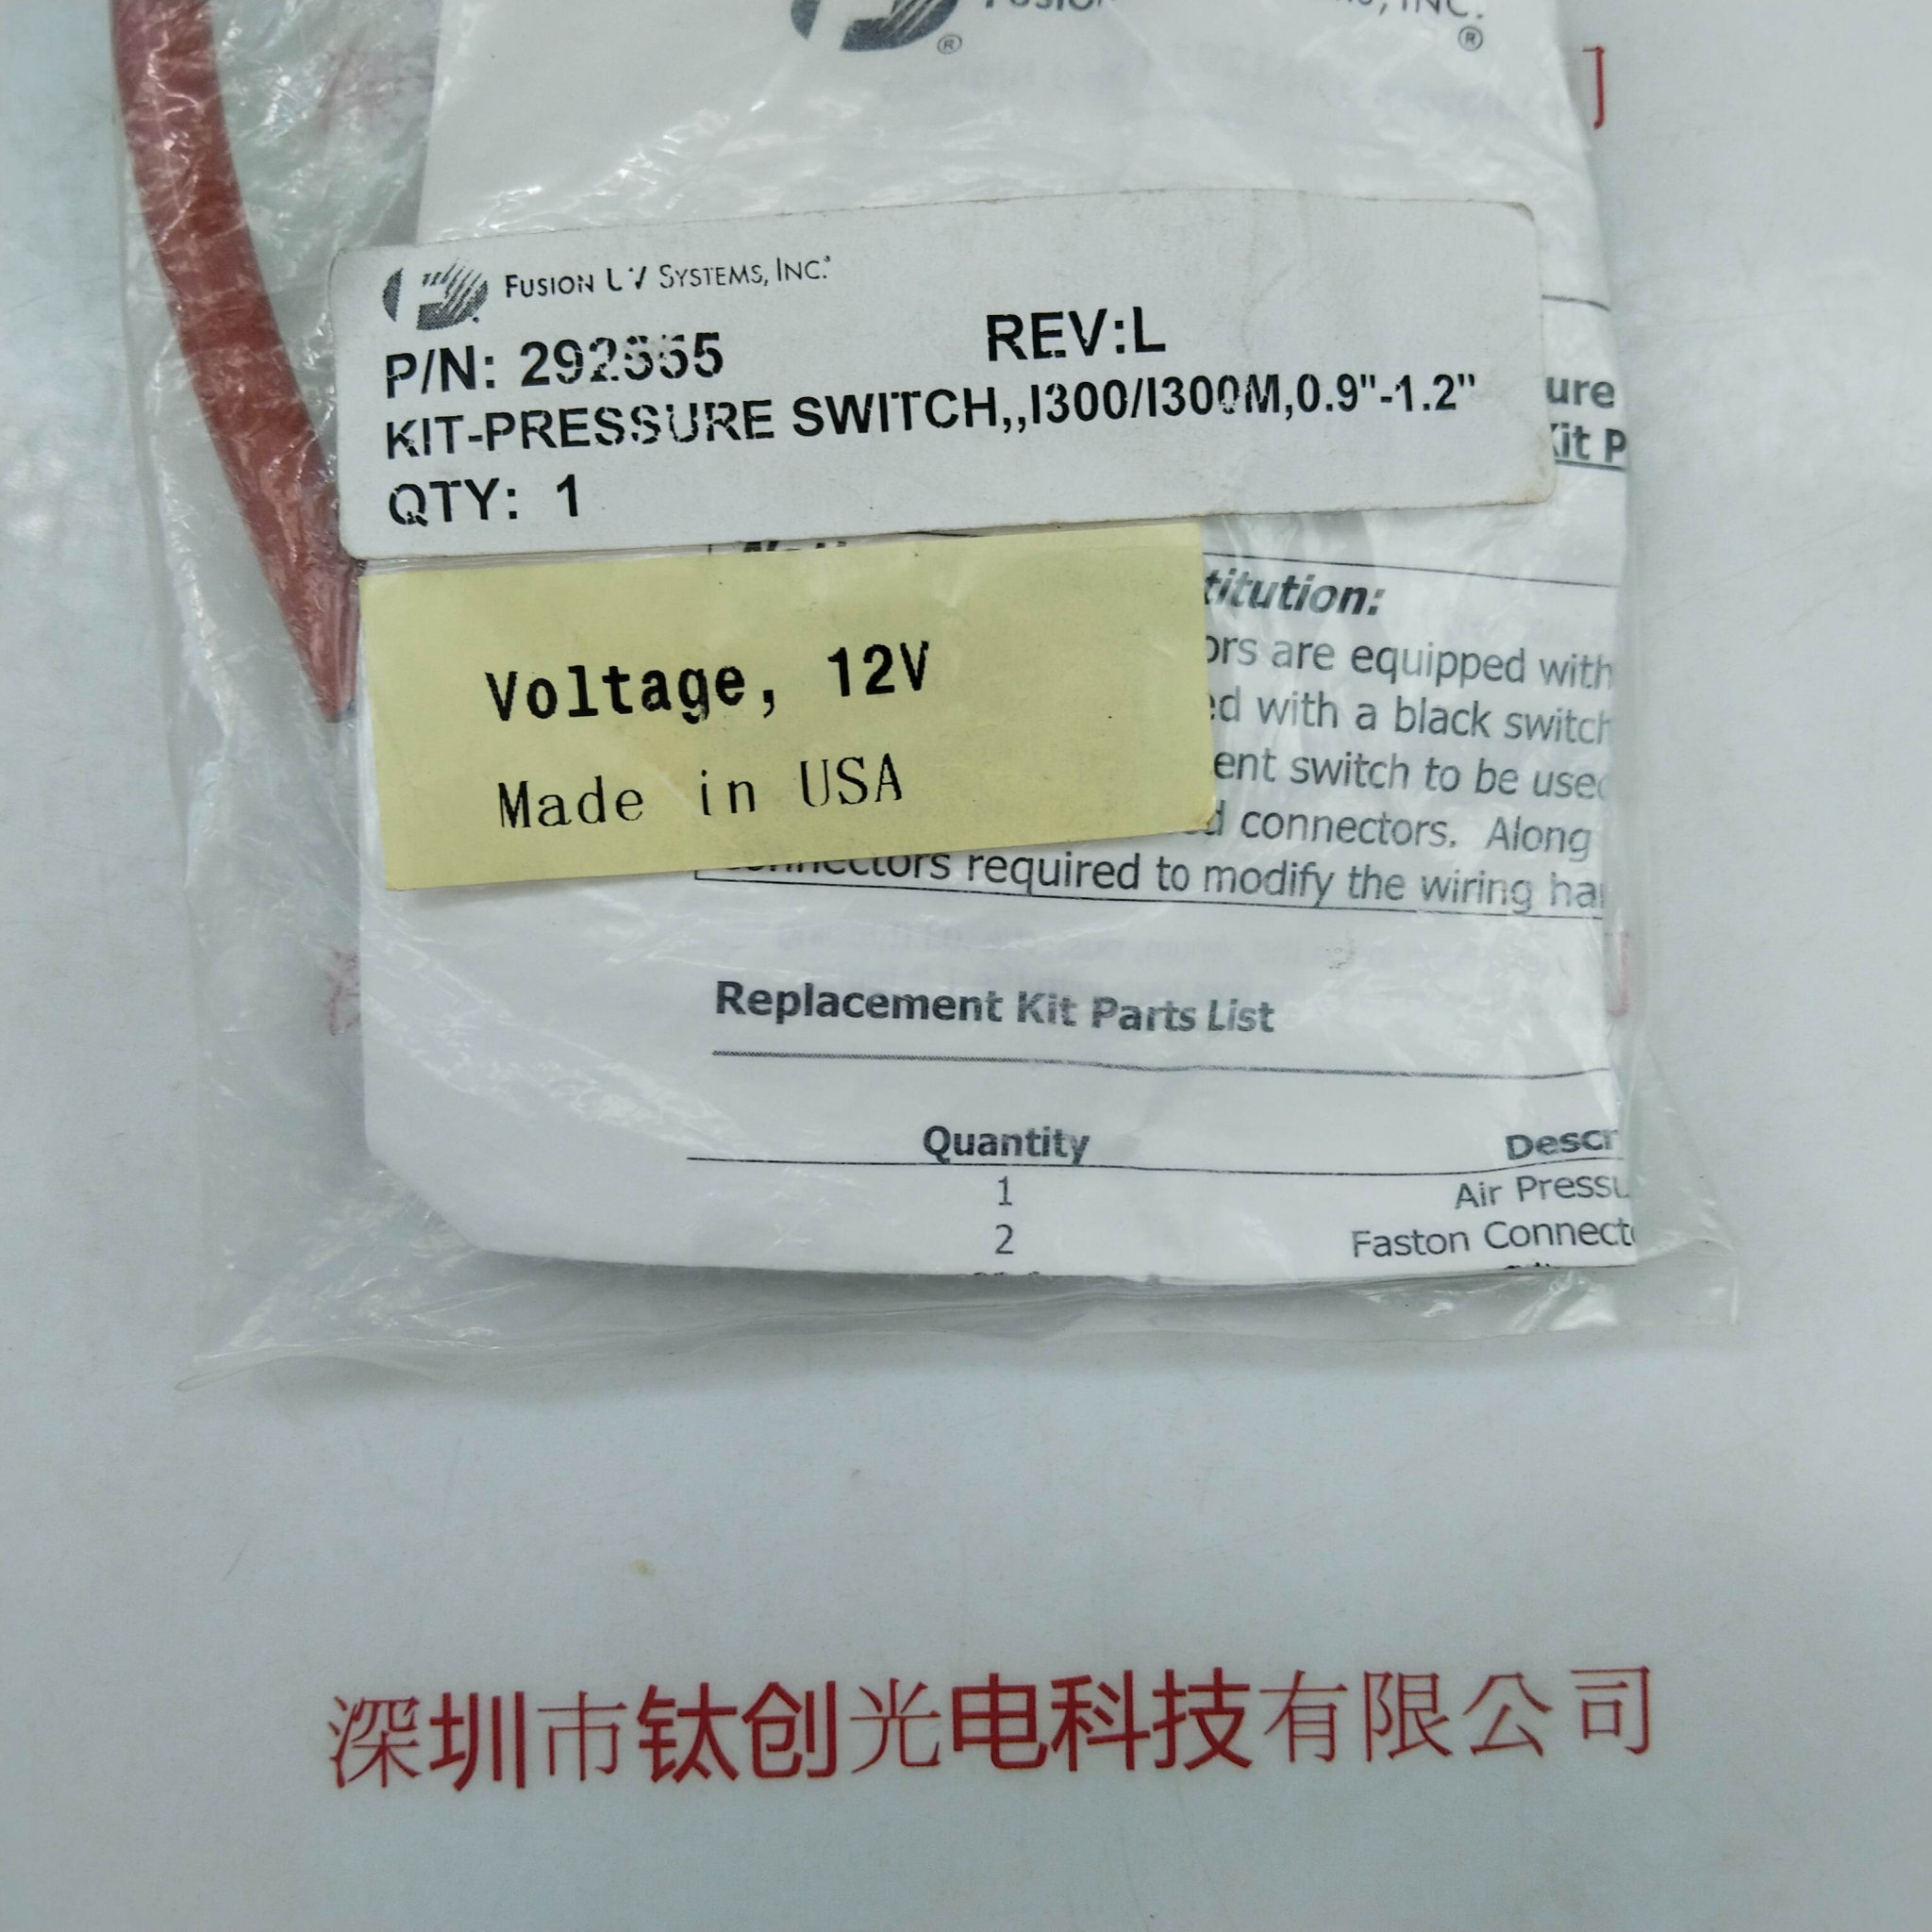 INC.
®
®
FUSION UV SYSTEMS, INC.
P/N: 292555 REV:L
KIT-PRESSURE SWITCH,,I300/I300M,0.9"-1.2"
QTY: 1
ure
Kit P
titution:
ors are equipped with
ed with a black switch
ent switch to be used
d connectors. Along
connectors required to modify the wiring har
Voltage, 12V
Made in USA
Replacement Kit Parts List
Quantity Descr
1 Air Pressu
2 Faston Connecto
深圳市钛创光电科技有限公司